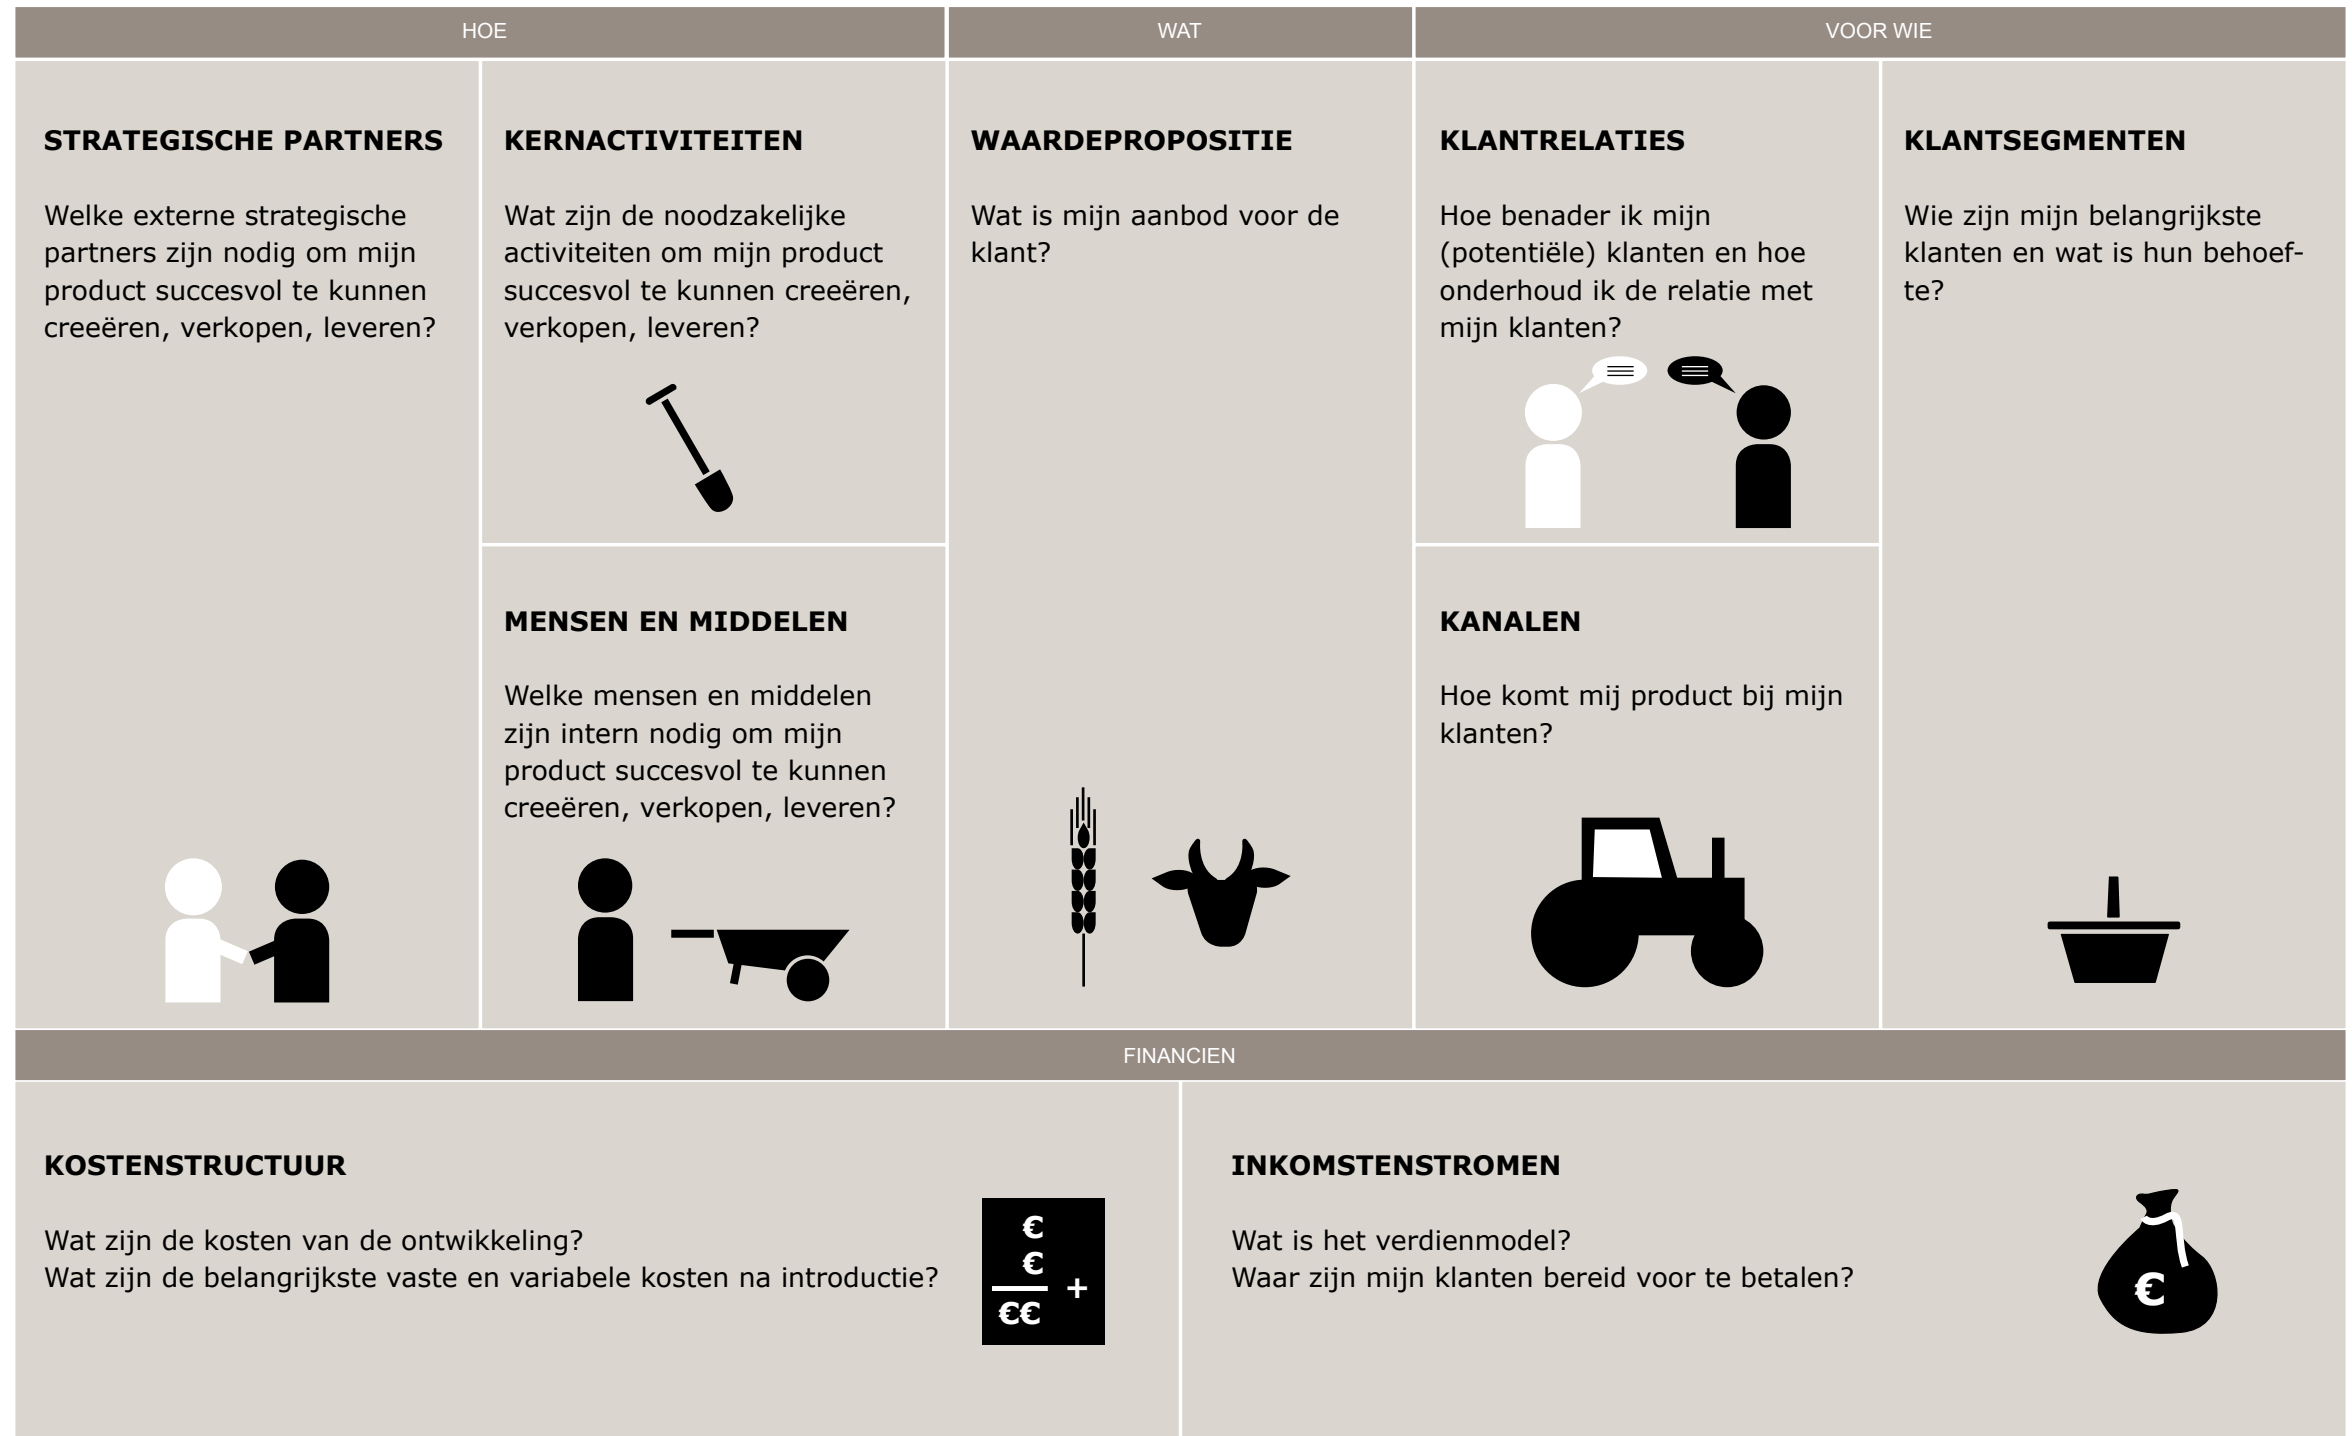 HOE
WAT
VOOR WIE
STRATEGISCHE PARTNERS
Welke externe strategische
partners zijn nodig om mijn
product succesvol te kunnen
creeëren, verkopen, leveren?
KERNACTIVITEITEN
Wat zijn de noodzakelijke
activiteiten om mijn product
succesvol te kunnen creeëren,
verkopen, leveren?
MENSEN EN MIDDELEN
Welke mensen en middelen
zijn intern nodig om mijn
product succesvol te kunnen
creeëren, verkopen, leveren?
WAARDEPROPOSITIE
Wat is mijn aanbod voor de
klant?
KLANTRELATIES
Hoe benader ik mijn
(potentiële) klanten en hoe
onderhoud ik de relatie met
mijn klanten?
KANALEN
Hoe komt mij product bij mijn
klanten?
KLANTSEGMENTEN
Wie zijn mijn belangrijkste
klanten en wat is hun behoef-
te?
FINANCIEN
KOSTENSTRUCTUUR
Wat zijn de kosten van de ontwikkeling?
Wat zijn de belangrijkste vaste en variabele kosten na introductie?
€
€
+
€€
INKOMSTENSTROMEN
Wat is het verdienmodel?
Waar zijn mijn klanten bereid voor te betalen?
€